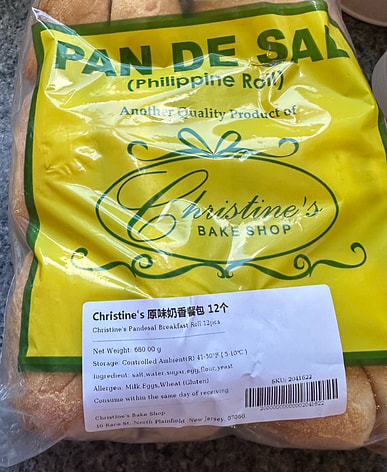 PAN DE SAL
(Philippine Roll)
Another Quality Product of
Christine's
BAKE SHOP
Christine's 原味奶香餐包 12个
Christine's Pandesal Breakfast Roll 12pcs
Net Weight: 660.00 g
Storage: Controlled Ambient(R) 41-50°F ( 5-10℃ )
Ingredient: salt,water,sugar,egg,flour,yeast.
Allergen: Milk,Eggs,Wheat (Gluten)
Consume within the same day of receiving
SKU: 2041622
Christine's Bake Shop
10 Race St, North Plainfield, New Jersey, 07060